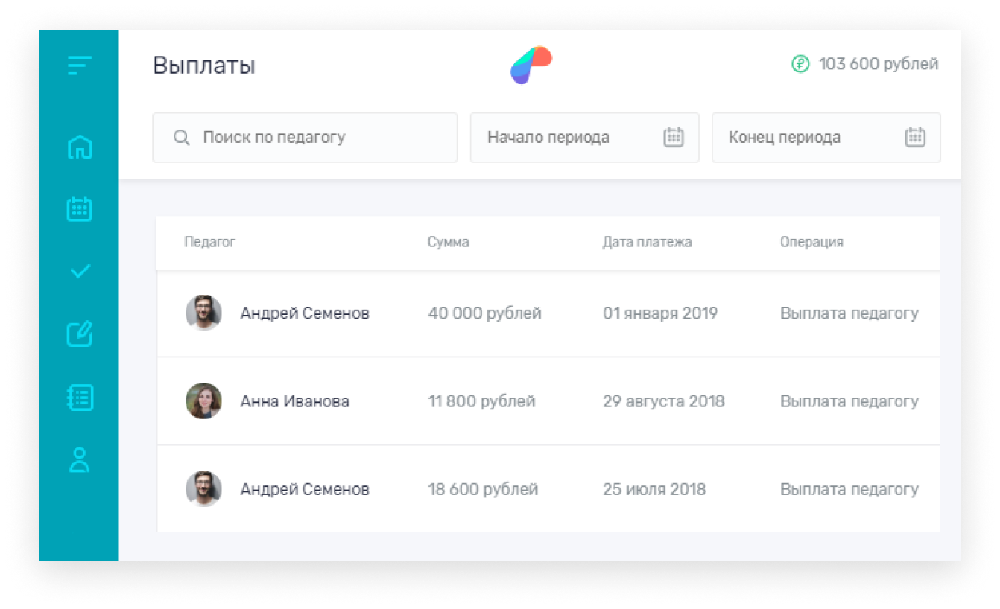 Выплаты
103 600 рублей
Поиск по педагогу
Начало периода
Конец периода
Педагог Сумма Дата платежа Операция
Андрей Семенов 40 000 рублей 01 января 2019 Выплата педагогу
Анна Иванова 11 800 рублей 29 августа 2018 Выплата педагогу
Андрей Семенов 18 600 рублей 25 июля 2018 Выплата педагогу